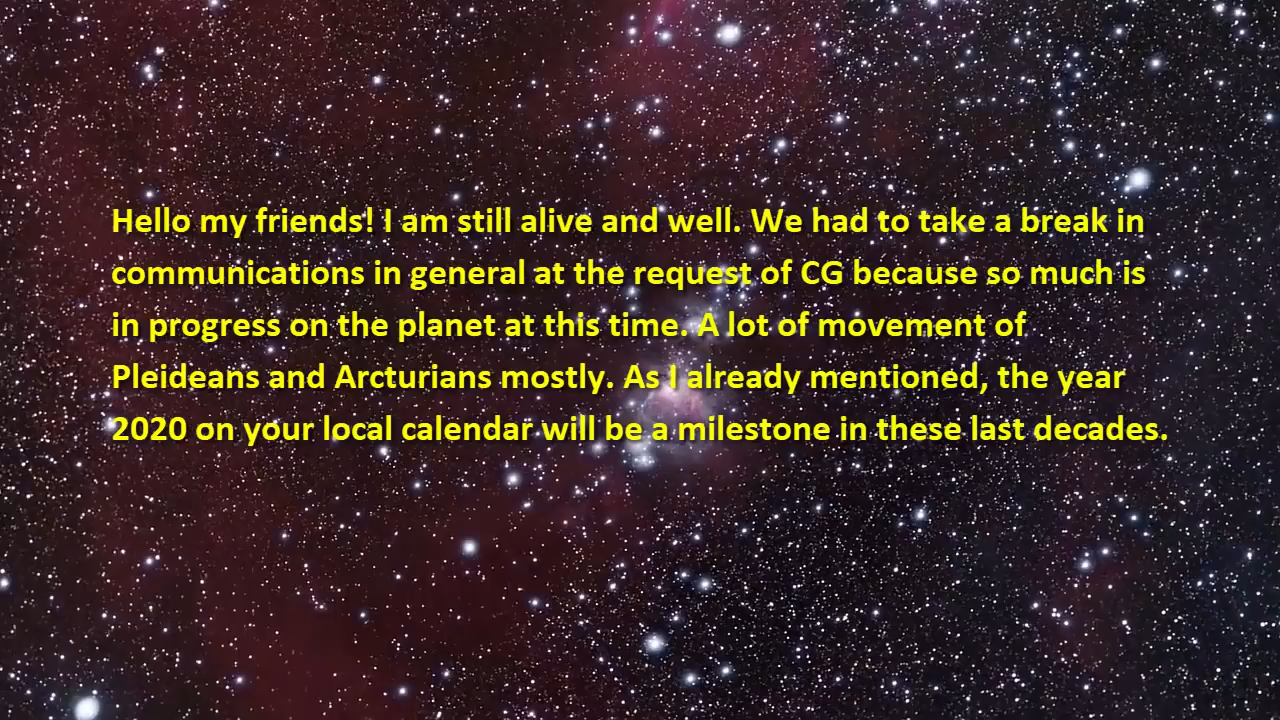 Hello my friends! I am still alive and well. We had to take a break in
communications in general at the request of CG because so much is
in progress on the planet at this time. A lot of movement of
Pleideans and Arcturians mostly. As I already mentioned, the year
2020 on your local calendar will be a milestone in these last decades.